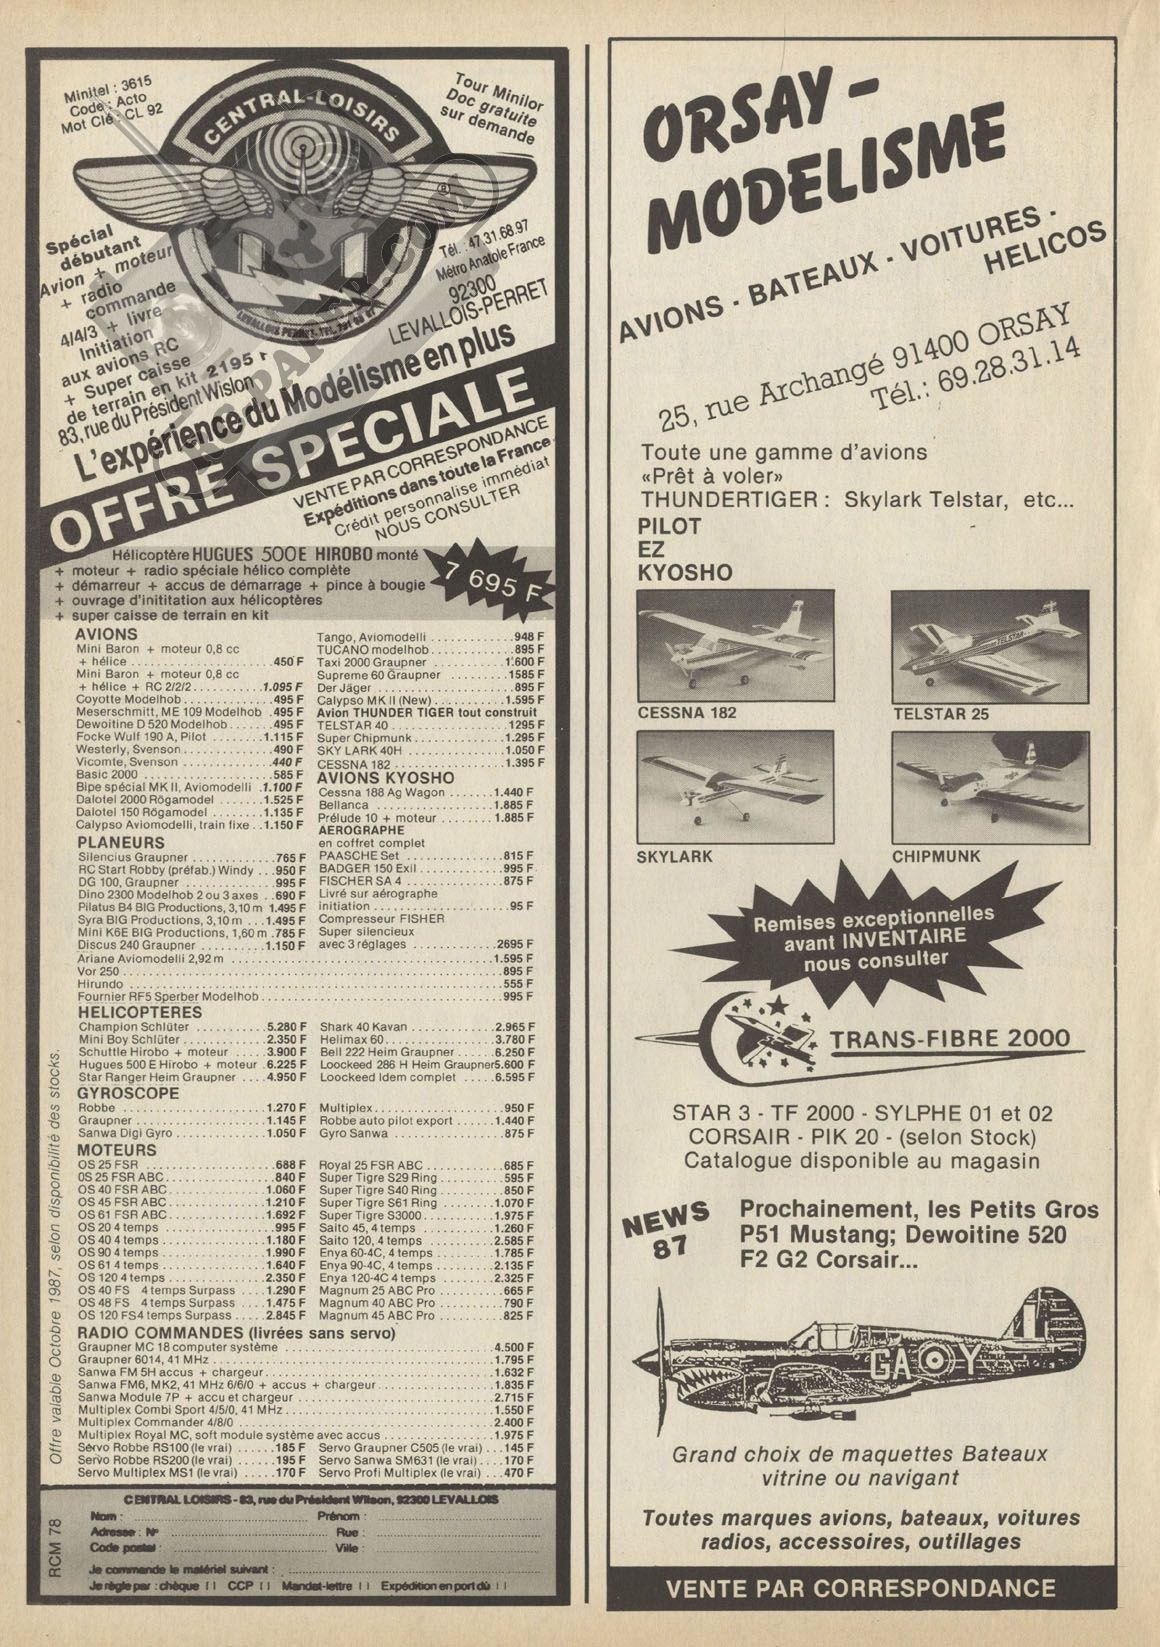 Minitel : 3615
Code : Acto
Mot Clé : CL 92
CENTRAL-LOISIRS
Tour Minilor
Doc gratuite
sur demande
®
Spécial
débutant
Avion + moteur
+ radio
commande
4/4/3 + livre
Initiation
aux avions RC
+ Super caisse
de terrain en kit 2195 F
83, rue du Président Wislon
Tél. : 47.31.68.97
Métro Anatole France
92300
LEVALLOIS-PERRET
L'expérience du Modélisme en plus
OFFRE SPECIALE
VENTE PAR CORRESPONDANCE
Expéditions dans toute la France
Crédit personnalise immédiat
NOUS CONSULTER
Hélicoptère HUGUES 500E HIROBO monté
+ moteur + radio spéciale hélico complète
+ démarreur + accus de démarrage + pince à bougie
+ ouvrage d'inititation aux hélicoptères
+ super caisse de terrain en kit
7 695 F
AVIONS
Mini Baron + moteur 0,8 cc
+ hélice 450 F
Mini Baron + moteur 0,8 cc
+ hélice + RC 2/2/2 1.095 F
Coyotte Modelhob 495 F
Meserschmitt, ME 109 Modelhob 495 F
Dewoitine D 520 Modelhob 495 F
Focke Wulf 190 A, Pilot 1.115 F
Westerly, Svenson 490 F
Vicomte, Svenson 440 F
Basic 2000 585 F
Bipe spécial MK II, Aviomodelli 1.100 F
Dalotel 2000 Rögamodel 1.525 F
Dalotel 150 Rögamodel 1.135 F
Calypso Aviomodelli, train fixe 1.150 F
Tango, Aviomodelli 948 F
TUCANO modelhob 895 F
Taxi 2000 Graupner 1.600 F
Supreme 60 Graupner 1585 F
Der Jäger 895 F
Calypso MK II (New) 1.595 F
Avion THUNDER TIGER tout construit
TELSTAR 40 1295 F
Super Chipmunk 1.295 F
SKY LARK 40H 1.050 F
CESSNA 182 1.395 F
AVIONS KYOSHO
Cessna 188 Ag Wagon 1.440 F
Bellanca 1.885 F
Prélude 10 + moteur 1.885 F
AEROGRAPHE
en coffret complet
PAASCHE Set 815 F
BADGER 150 Exil 995 F
FISCHER SA 4 875 F
Livré sur aérographe
initiation 95 F
Compresseur FISHER
Super silencieux
avec 3 réglages 2695 F
PLANEURS
Silencius Graupner 765 F
RC Start Robby (préfab.) Windy 950 F
DG 100, Graupner 995 F
Dino 2300 Modelhob 2 ou 3 axes 690 F
Pilatus B4 BIG Productions, 3,10 m 1.495 F
Syra BIG Productions, 3,10 m 1.495 F
Mini K6E BIG Productions, 1,60 m 785 F
Discus 240 Graupner 1.150 F
Ariane Aviomodelli 2,92 m 1.595 F
Vor 250 895 F
Hirundo 555 F
Fournier RF5 Sperber Modelhob 995 F
HELICOPTERES
Champion Schlüter 5.280 F
Mini Boy Schlüter 2.350 F
Schuttle Hirobo + moteur 3.900 F
Hugues 500 E Hirobo + moteur 6.225 F
Star Ranger Heim Graupner 4.950 F
Shark 40 Kavan 2.965 F
Helimax 60 3.780 F
Bell 222 Heim Graupner 6.250 F
Loockeed 286 H Heim Graupner 5.600 F
Loockeed Idem complet 6.595 F
GYROSCOPE
Robbe 1.270 F
Graupner 1.145 F
Sanwa Digi Gyro 1.050 F
Multiplex 950 F
Robbe auto pilot export 1.440 F
Gyro Sanwa 875 F
MOTEURS
OS 25 FSR 688 F
OS 25 FSR ABC 840 F
OS 40 FSR ABC 1.060 F
OS 45 FSR ABC 1.210 F
OS 61 FSR ABC 1.692 F
OS 20 4 temps 995 F
OS 40 4 temps 1.180 F
OS 90 4 temps 1.990 F
OS 61 4 temps 1.640 F
OS 120 4 temps 2.350 F
OS 40 FS 4 temps Surpass 1.290 F
OS 48 FS 4 temps Surpass 1.475 F
OS 120 FS4 temps Surpass 2.845 F
Royal 25 FSR ABC 685 F
Super Tigre S29 Ring 595 F
Super Tigre S40 Ring 850 F
Super Tigre S61 Ring 1.070 F
Super Tigre S3000 1.975 F
Saito 45, 4 temps 1.260 F
Saito 120, 4 temps 2.585 F
Enya 60-4C, 4 temps 1.785 F
Enya 90-4C, 4 temps 2.135 F
Enya 120-4C 4 temps 2.325 F
Magnum 25 ABC Pro 665 F
Magnum 40 ABC Pro 790 F
Magnum 45 ABC Pro 825 F
RADIO COMMANDES (livrées sans servo)
Graupner MC 18 computer système 4.500 F
Graupner 6014, 41 MHz 1.795 F
Sanwa FM 5H accus + chargeur 1.632 F
Sanwa FM6, MK2, 41 MHz 6/6/0 + accus + chargeur 1.835 F
Sanwa Module 7P + accu et chargeur 2.715 F
Multiplex Combi Sport 4/5/0, 41 MHz 1.550 F
Multiplex Commander 4/8/0 2.400 F
Multiplex Royal MC, soft module système avec accus 1.975 F
Servo Robbe RS100 (le vrai) 185 F
Servo Robbe RS200 (le vrai) 195 F
Servo Multiplex MS1 (le vrai) 170 F
Servo Graupner C505 (le vrai) 145 F
Servo Sanwa SM631 (le vrai) 170 F
Servo Profi Multiplex (le vrai) 470 F
Offre valable Octobre 1987, selon disponibilité des stocks.
RCM 78
CENTRAL LOISIRS - 83, rue du Président Wilson, 92300 LEVALLOIS
Nom : Prénom :
Adresse : N° Rue :
Code postal : Ville :
Je commande le matériel suivant :
Je règle par : chèque [ ] CCP [ ] Mandat-lettre [ ] Expédition en port dû [ ]
ORSAY -
MODELISME
AVIONS - BATEAUX - VOITURES -
HELICOS
25, rue Archangé 91400 ORSAY
Tél.: 69.28.31.14
Toute une gamme d'avions
«Prêt à voler»
THUNDERTIGER : Skylark Telstar, etc...
PILOT
EZ
KYOSHO
TELSTAR
CESSNA 182
TELSTAR 25
SKYLARK
CHIPMUNK
Remises exceptionnelles
avant INVENTAIRE
nous consulter
TRANS-FIBRE 2000
STAR 3 - TF 2000 - SYLPHE 01 et 02
CORSAIR - PIK 20 - (selon Stock)
Catalogue disponible au magasin
NEWS
87
Prochainement, les Petits Gros
P51 Mustang; Dewoitine 520
F2 G2 Corsair...
GA Y
Grand choix de maquettes Bateaux
vitrine ou navigant
Toutes marques avions, bateaux, voitures
radios, accessoires, outillages
VENTE PAR CORRESPONDANCE